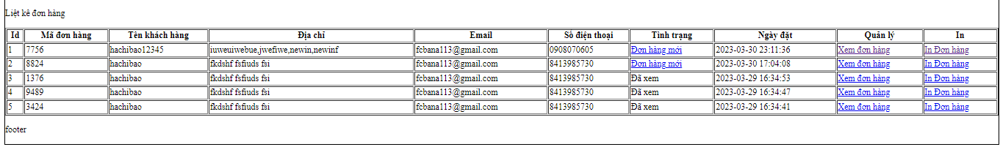 Liệt kê đơn hàng
Id Mã đơn hàng Tên khách hàng Địa chỉ Email Số điện thoại Tình trạng Ngày đặt Quản lý In
1 7756 hachibao12345 iuweuiwebue,jwefiwe,newin,newinf fcbana113@gmail.com 0908070605 Đơn hàng mới 2023-03-30 23:11:36 Xem đơn hàng In Đơn hàng
2 8824 hachibao fkdshf fsfiuds fsi fcbana113@gmail.com 8413985730 Đơn hàng mới 2023-03-30 17:04:08 Xem đơn hàng In Đơn hàng
3 1376 hachibao fkdshf fsfiuds fsi fcbana113@gmail.com 8413985730 Đã xem 2023-03-29 16:34:53 Xem đơn hàng In Đơn hàng
4 9489 hachibao fkdshf fsfiuds fsi fcbana113@gmail.com 8413985730 Đã xem 2023-03-29 16:34:47 Xem đơn hàng In Đơn hàng
5 3424 hachibao fkdshf fsfiuds fsi fcbana113@gmail.com 8413985730 Đã xem 2023-03-29 16:34:41 Xem đơn hàng In Đơn hàng
footer